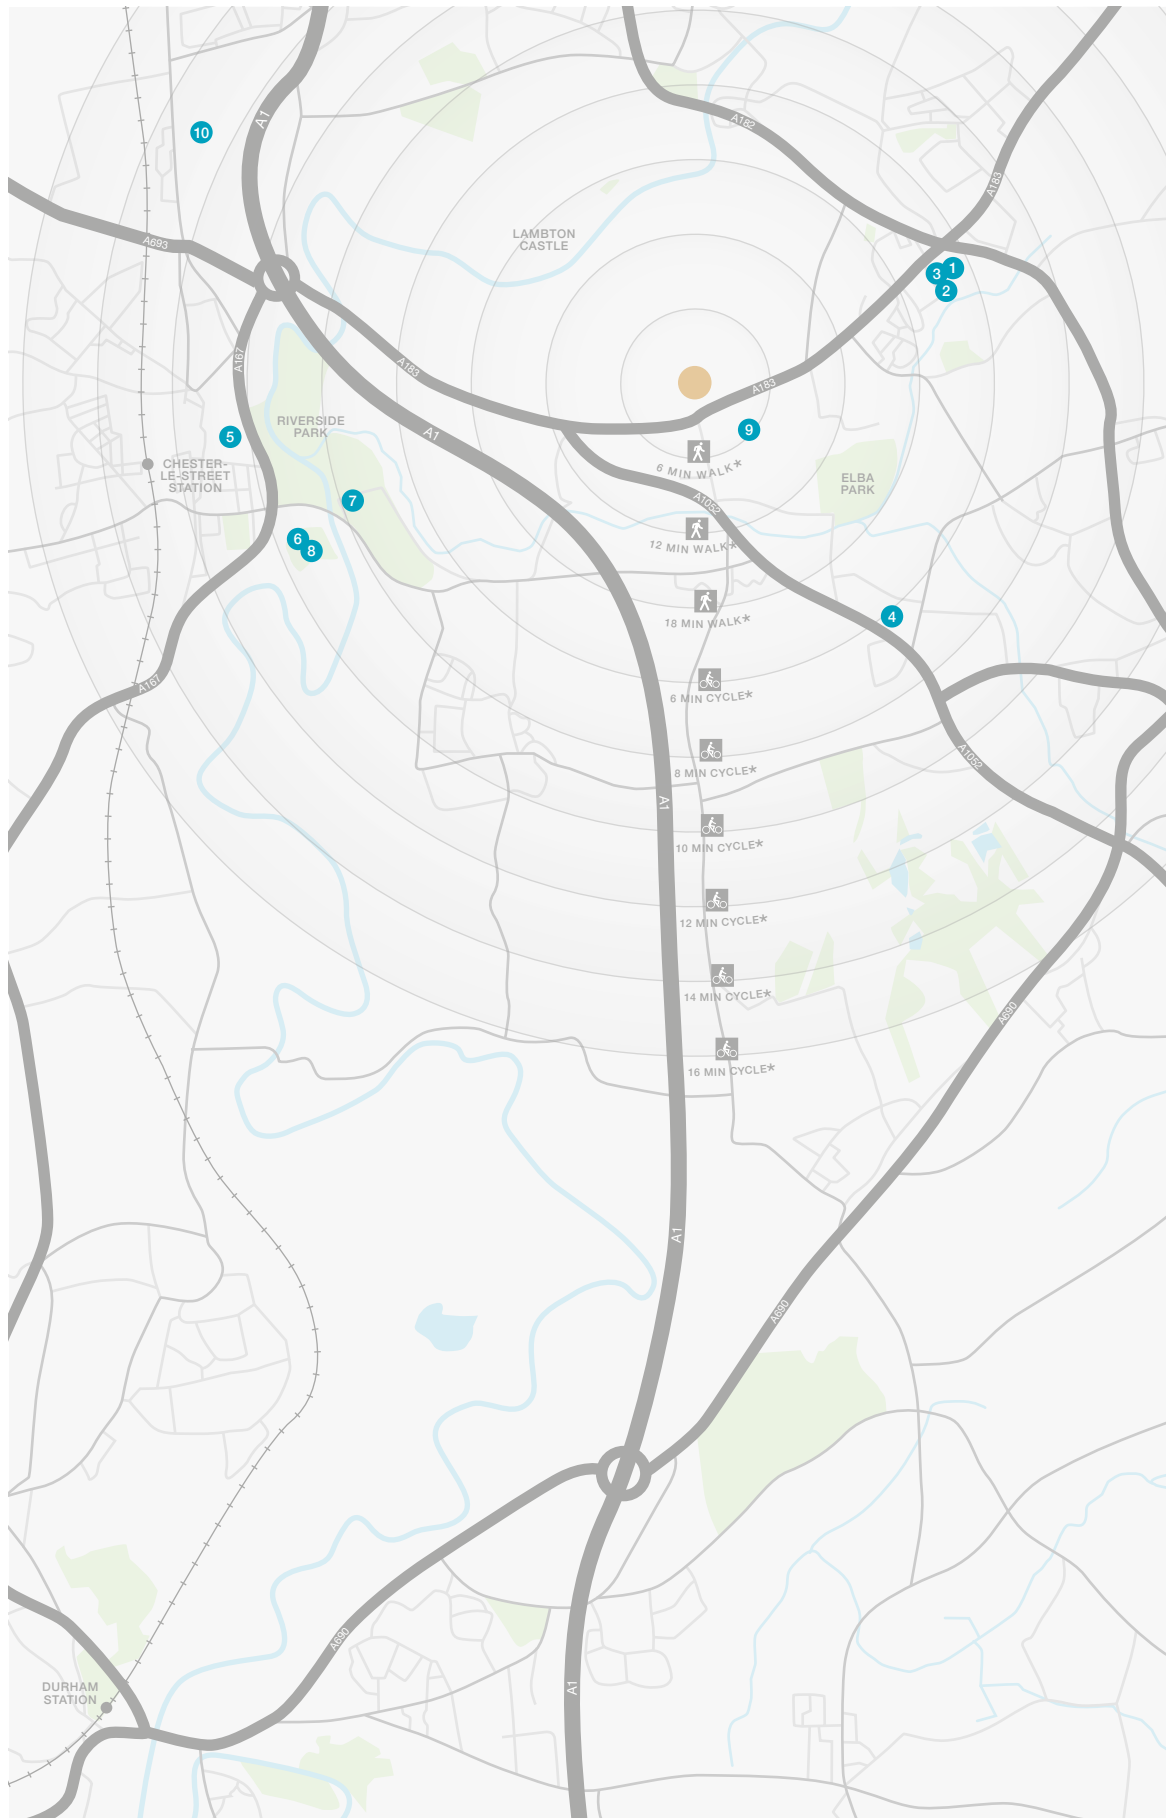 A1
10
A182
A183
A693
LAMBTON
CASTLE
1
3
2
A167
A183
A183
RIVERSIDE
PARK
A1
5
9
CHESTER-
LE-STREET
STATION
6 MIN WALK*
ELBA
PARK
7
A1052
6
8
12 MIN WALK*
18 MIN WALK*
4
A167
6 MIN CYCLE*
8 MIN CYCLE*
A1052
A1
10 MIN CYCLE*
12 MIN CYCLE*
14 MIN CYCLE*
A690
16 MIN CYCLE*
A1
A690
A690
DURHAM
STATION
A1